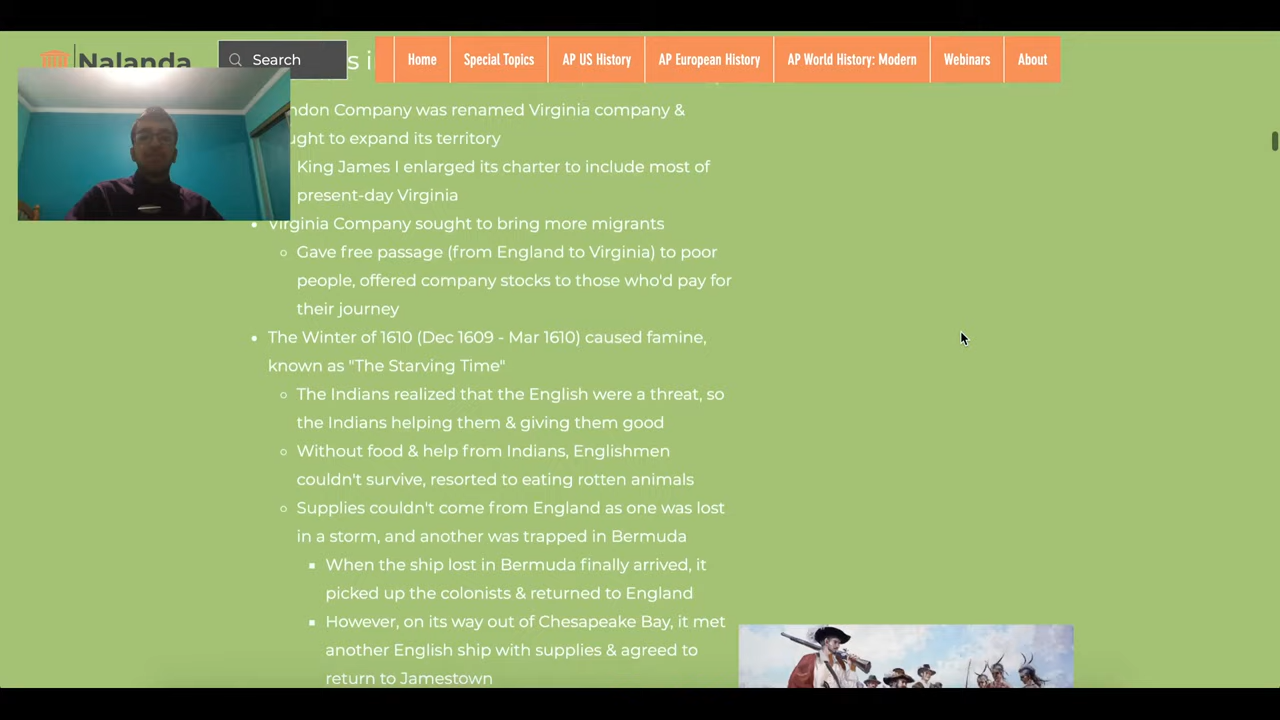 Nalanda
Search
s i
Home
Special Topics
AP US History
AP European History
AP World History: Modern
Webinars
About
ndon Company was renamed Virginia company &
ught to expand its territory
King James I enlarged its charter to include most of
present-day Virginia
• Virginia Company sought to bring more migrants
Gave free passage (from England to Virginia) to poor
people, offered company stocks to those who'd pay for
their journey
• The Winter of 1610 (Dec 1609 - Mar 1610) caused famine,
known as "The Starving Time"
The Indians realized that the English were a threat, so
the Indians helping them & giving them good
Without food & help from Indians, Englishmen
couldn't survive, resorted to eating rotten animals
Supplies couldn't come from England as one was lost
in a storm, and another was trapped in Bermuda
When the ship lost in Bermuda finally arrived, it
picked up the colonists & returned to England
However, on its way out of Chesapeake Bay, it met
another English ship with supplies & agreed to
return to Jamestown